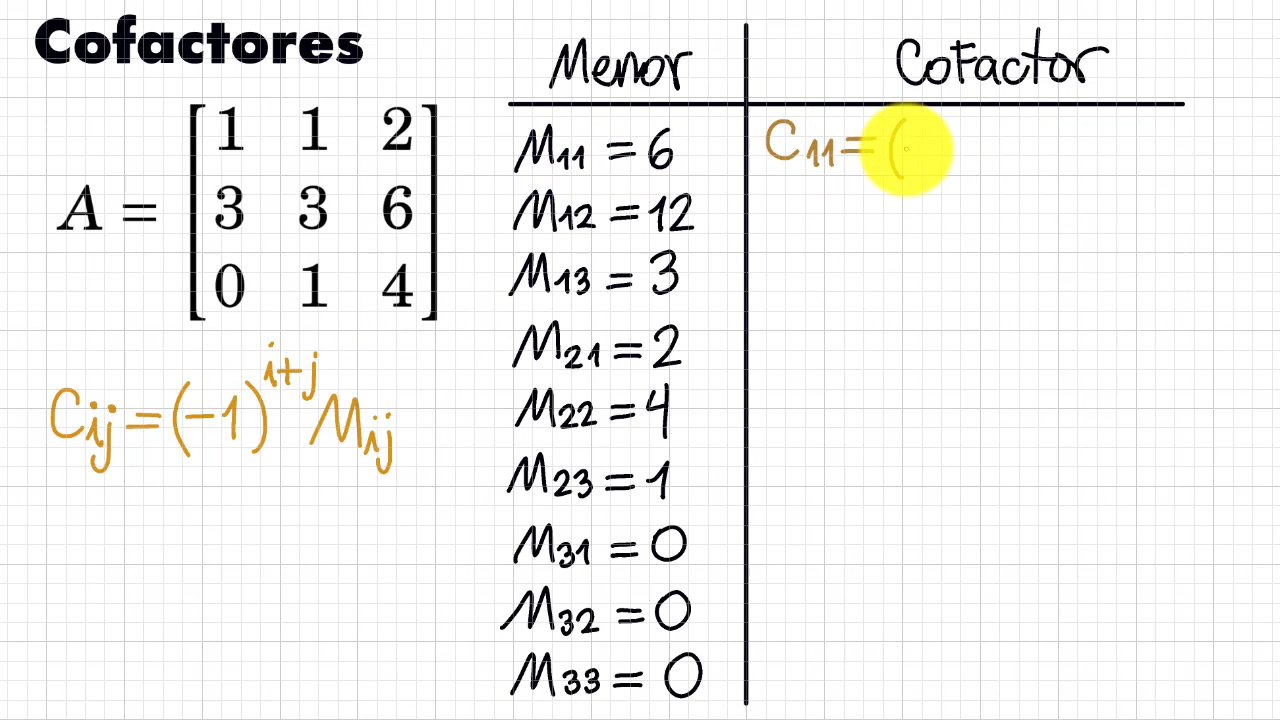 Cofactores
A = [1 1 2
3 3 6
0 1 4]
Cij = (-1)^i+j Mij
Menor
M11 = 6
M12 = 12
M13 = 3
M21 = 2
M22 = 4
M23 = 1
M31 = 0
M32 = 0
M33 = 0
Cofactor
C11 = (